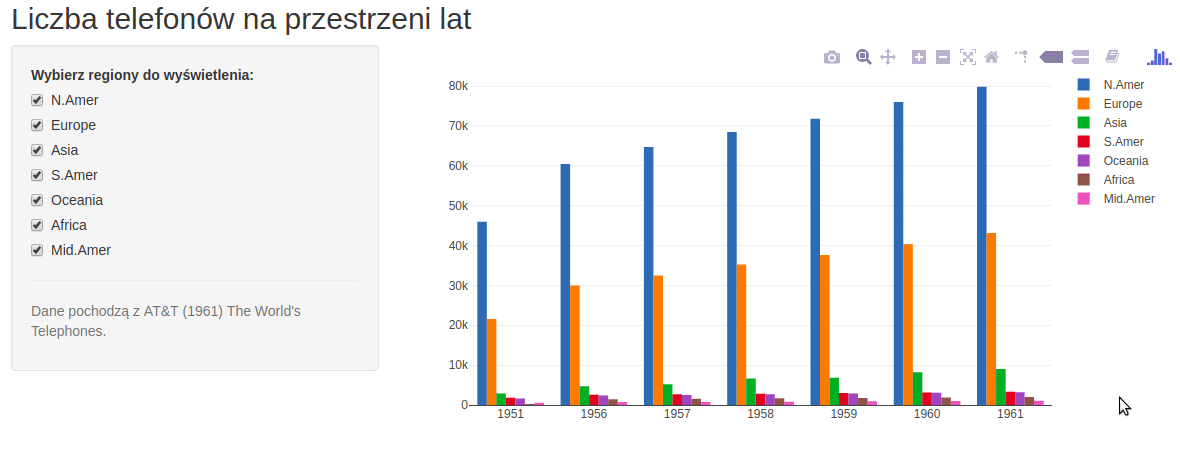 Liczba telefonów na przestrzeni lat
Wybierz regiony do wyświetlenia:
N.Amer
Europe
Asia
S.Amer
Oceania
Africa
Mid.Amer
Dane pochodzą z AT&T (1961) The World's
Telephones.
80k
70k
60k
50k
40k
30k
20k
10k
0
1951
1956
1957
1958
1959
1960
1961
N.Amer
Europe
Asia
S.Amer
Oceania
Africa
Mid.Amer